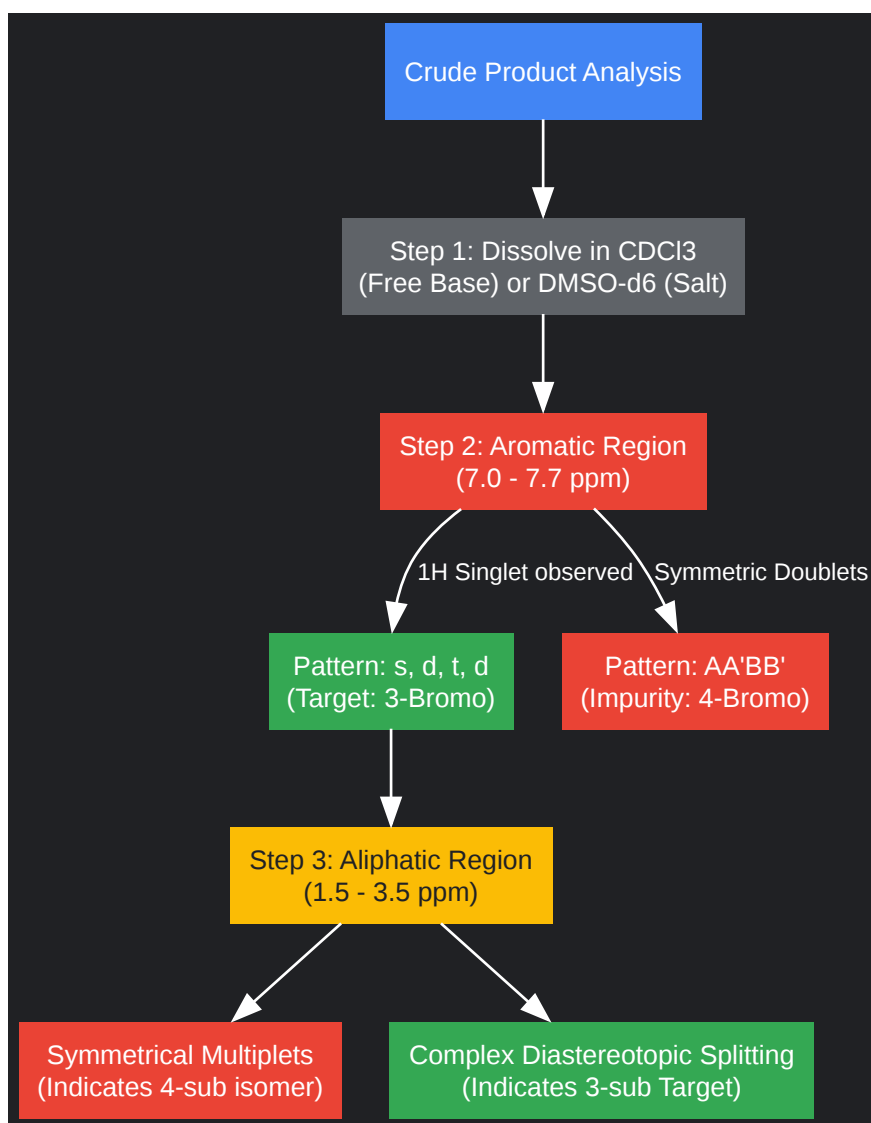 Crude Product Analysis
Step 1: Dissolve in CDCl3
(Free Base) or DMSO-d6 (Salt)
Step 2: Aromatic Region
(7.0 - 7.7 ppm)
1H Singlet observed
Symmetric Doublets
Pattern: s, d, t, d
(Target: 3-Bromo)
Pattern: AA'BB'
(Impurity: 4-Bromo)
Step 3: Aliphatic Region
(1.5 - 3.5 ppm)
Symmetrical Multiplets
(Indicates 4-sub isomer)
Complex Diastereotopic Splitting
(Indicates 3-sub Target)